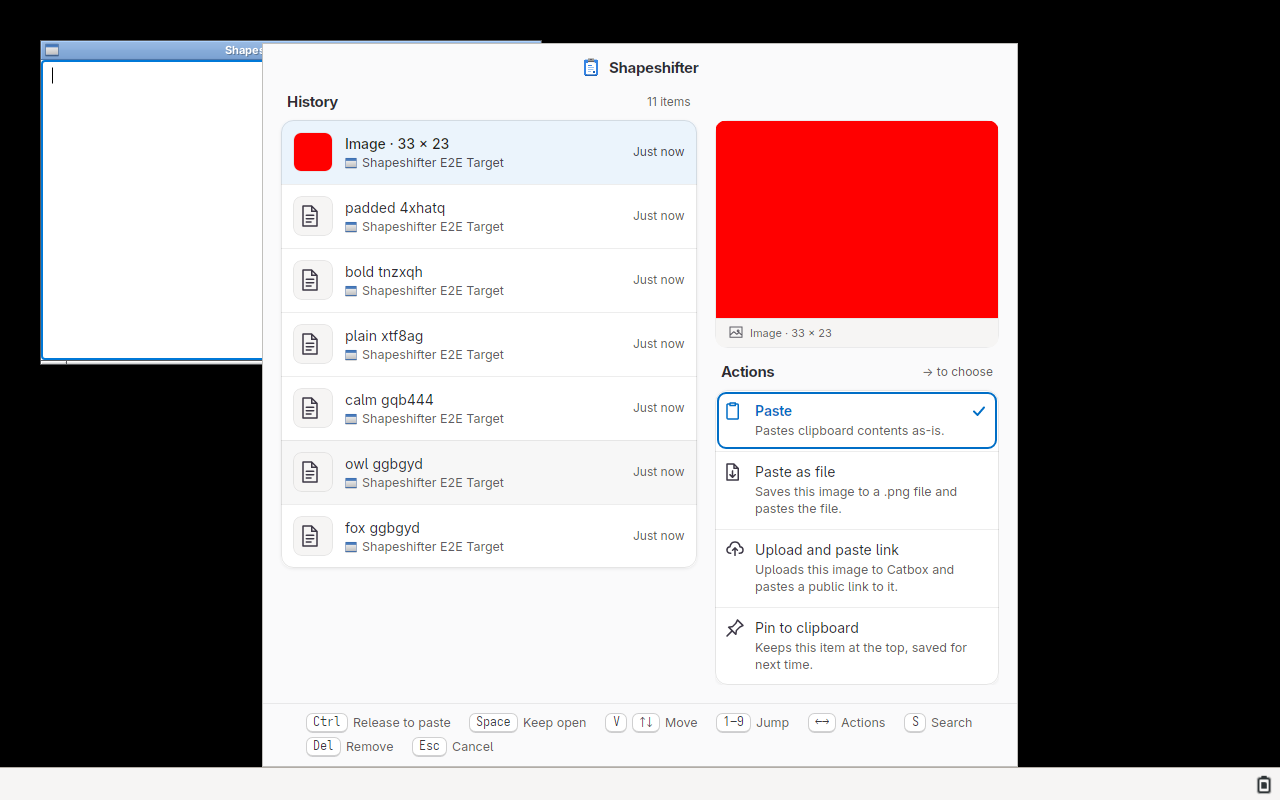 Shapes
Shapeshifter
History
11 items
Image · 33 × 23
Shapeshifter E2E Target
Just now
padded 4xhatq
Shapeshifter E2E Target
Just now
bold tnzxqh
Shapeshifter E2E Target
Just now
plain xtf8ag
Shapeshifter E2E Target
Just now
calm gqb444
Shapeshifter E2E Target
Just now
owl ggbgyd
Shapeshifter E2E Target
Just now
fox ggbgyd
Shapeshifter E2E Target
Just now
Image · 33 × 23
Actions
→ to choose
Paste
Pastes clipboard contents as-is.
Paste as file
Saves this image to a .png file and
pastes the file.
Upload and paste link
Uploads this image to Catbox and
pastes a public link to it.
Pin to clipboard
Keeps this item at the top, saved for
next time.
Ctrl Release to paste Space Keep open V ↑↓ Move 1–9 Jump ↔ Actions S Search
Del Remove Esc Cancel